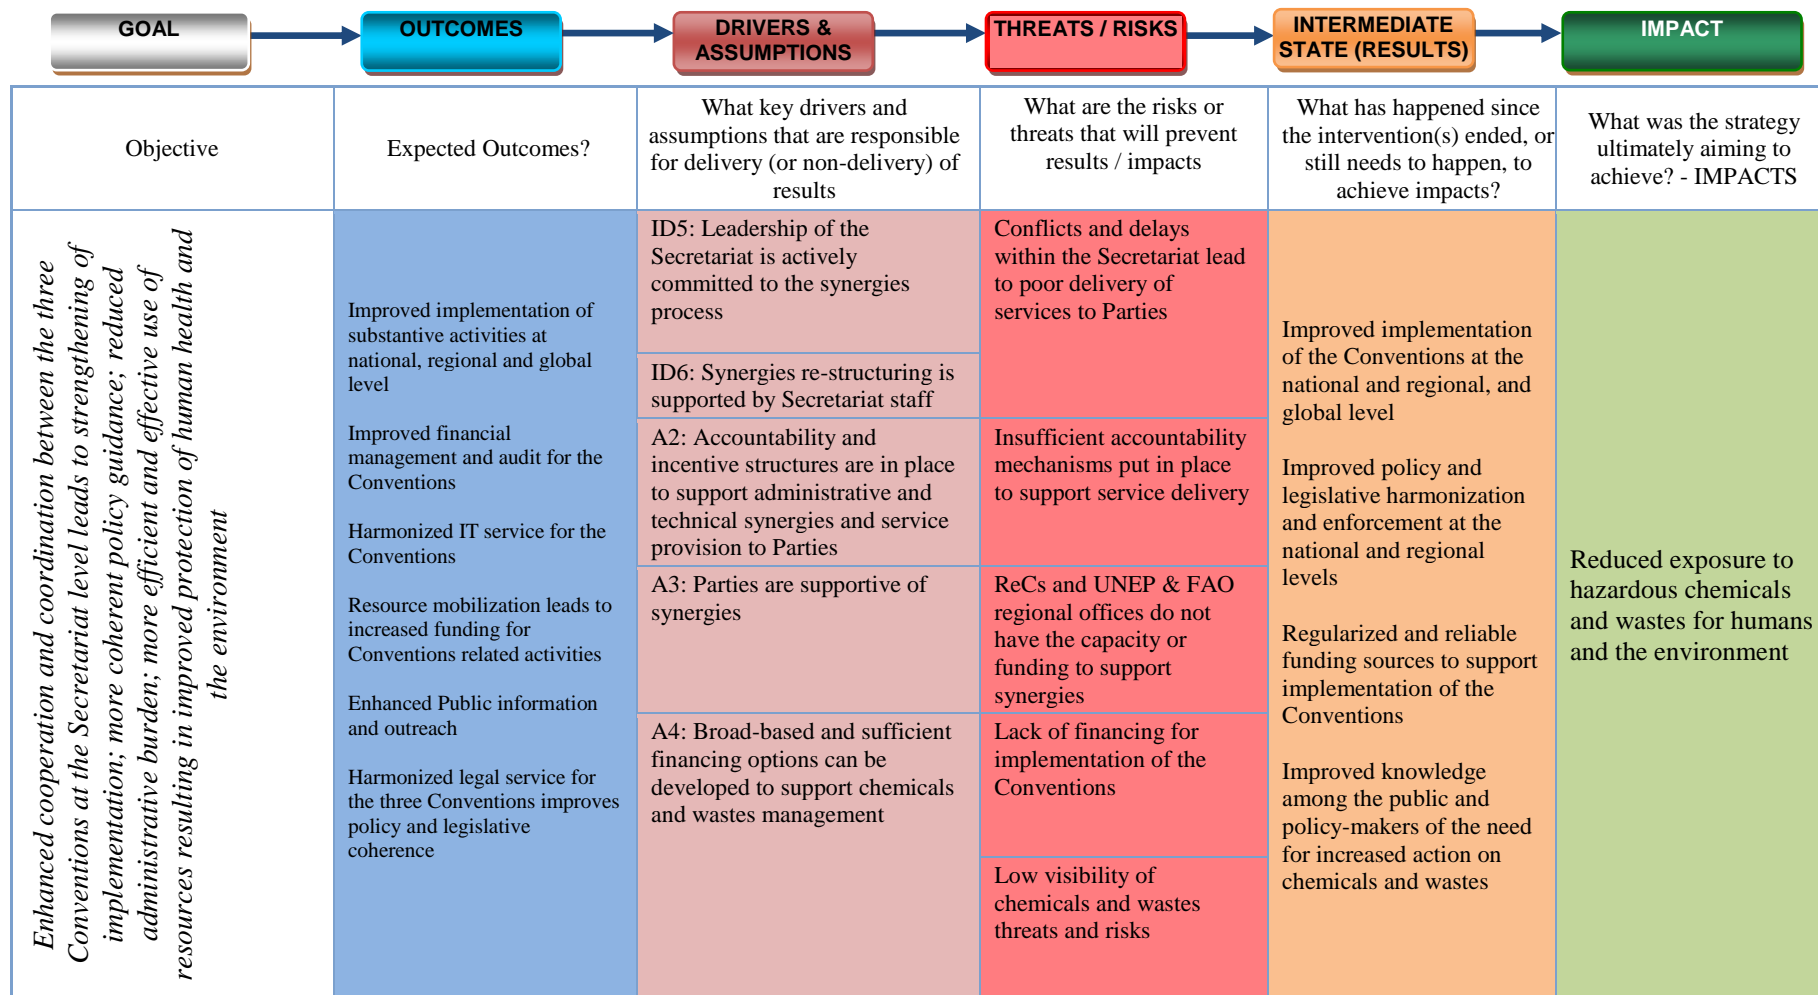 GOAL
OUTCOMES
DRIVERS &
ASSUMPTIONS
THREATS / RISKS
INTERMEDIATE
STATE (RESULTS)
IMPACT
Objective
Expected Outcomes?
What key drivers and
assumptions that are responsible
for delivery (or non-delivery) of
results
What are the risks or
threats that will prevent
results / impacts
What has happened since
the intervention(s) ended, or
still needs to happen, to
achieve impacts?
What was the strategy
ultimately aiming to
achieve? - IMPACTS
Enhanced cooperation and coordination between the three
Conventions at the Secretariat level leads to strengthening of
implementation; more coherent policy guidance; reduced
administrative burden; more efficient and effective use of
resources resulting in improved protection of human health and
the environment
Improved implementation of
substantive activities at
national, regional and global
level
Improved financial
management and audit for the
Conventions
Harmonized IT service for the
Conventions
Resource mobilization leads to
increased funding for
Conventions related activities
Enhanced Public information
and outreach
Harmonized legal service for
the three Conventions improves
policy and legislative
coherence
ID5: Leadership of the
Secretariat is actively
committed to the synergies
process
ID6: Synergies re-structuring is
supported by Secretariat staff
A2: Accountability and
incentive structures are in place
to support administrative and
technical synergies and service
provision to Parties
A3: Parties are supportive of
synergies
A4: Broad-based and sufficient
financing options can be
developed to support chemicals
and wastes management
Conflicts and delays
within the Secretariat lead
to poor delivery of
services to Parties
Insufficient accountability
mechanisms put in place
to support service delivery
ReCs and UNEP & FAO
regional offices do not
have the capacity or
funding to support
synergies
Lack of financing for
implementation of the
Conventions
Low visibility of
chemicals and wastes
threats and risks
Improved implementation
of the Conventions at the
national and regional, and
global level
Improved policy and
legislative harmonization
and enforcement at the
national and regional
levels
Regularized and reliable
funding sources to support
implementation of the
Conventions
Improved knowledge
among the public and
policy-makers of the need
for increased action on
chemicals and wastes
Reduced exposure to
hazardous chemicals
and wastes for humans
and the environment